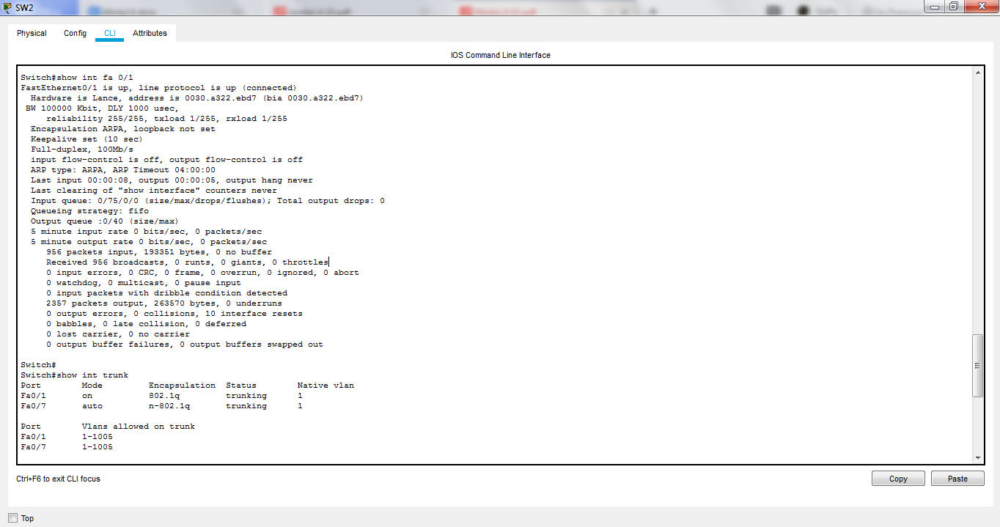 SW2
Physical Config CLI Attributes
IOS Command Line Interface
Switch#show int fa 0/1
FastEthernet0/1 is up, line protocol is up (connected)
Hardware is Lance, address is 0030.a322.ebd7 (bia 0030.a322.ebd7)
BW 100000 Kbit, DLY 1000 usec,
reliability 255/255, txload 1/255, rxload 1/255
Encapsulation ARPA, loopback not set
Keepalive set (10 sec)
Full-duplex, 100Mb/s
input flow-control is off, output flow-control is off
ARP type: ARPA, ARP Timeout 04:00:00
Last input 00:00:08, output 00:00:05, output hang never
Last clearing of "show interface" counters never
Input queue: 0/75/0/0 (size/max/drops/flushes); Total output drops: 0
Queueing strategy: fifo
Output queue :0/40 (size/max)
5 minute input rate 0 bits/sec, 0 packets/sec
5 minute output rate 0 bits/sec, 0 packets/sec
956 packets input, 193351 bytes, 0 no buffer
Received 956 broadcasts, 0 runts, 0 giants, 0 throttles
0 input errors, 0 CRC, 0 frame, 0 overrun, 0 ignored, 0 abort
0 watchdog, 0 multicast, 0 pause input
0 input packets with dribble condition detected
2357 packets output, 263570 bytes, 0 underruns
0 output errors, 0 collisions, 10 interface resets
0 babbles, 0 late collision, 0 deferred
0 lost carrier, 0 no carrier
0 output buffer failures, 0 output buffers swapped out
Switch#
Switch#show int trunk
Port Mode Encapsulation Status Native vlan
Fa0/1 on 802.1q trunking 1
Fa0/7 auto n-802.1q trunking 1
Port Vlans allowed on trunk
Fa0/1 1-1005
Fa0/7 1-1005
Ctrl+F6 to exit CLI focus
Copy Paste
Top